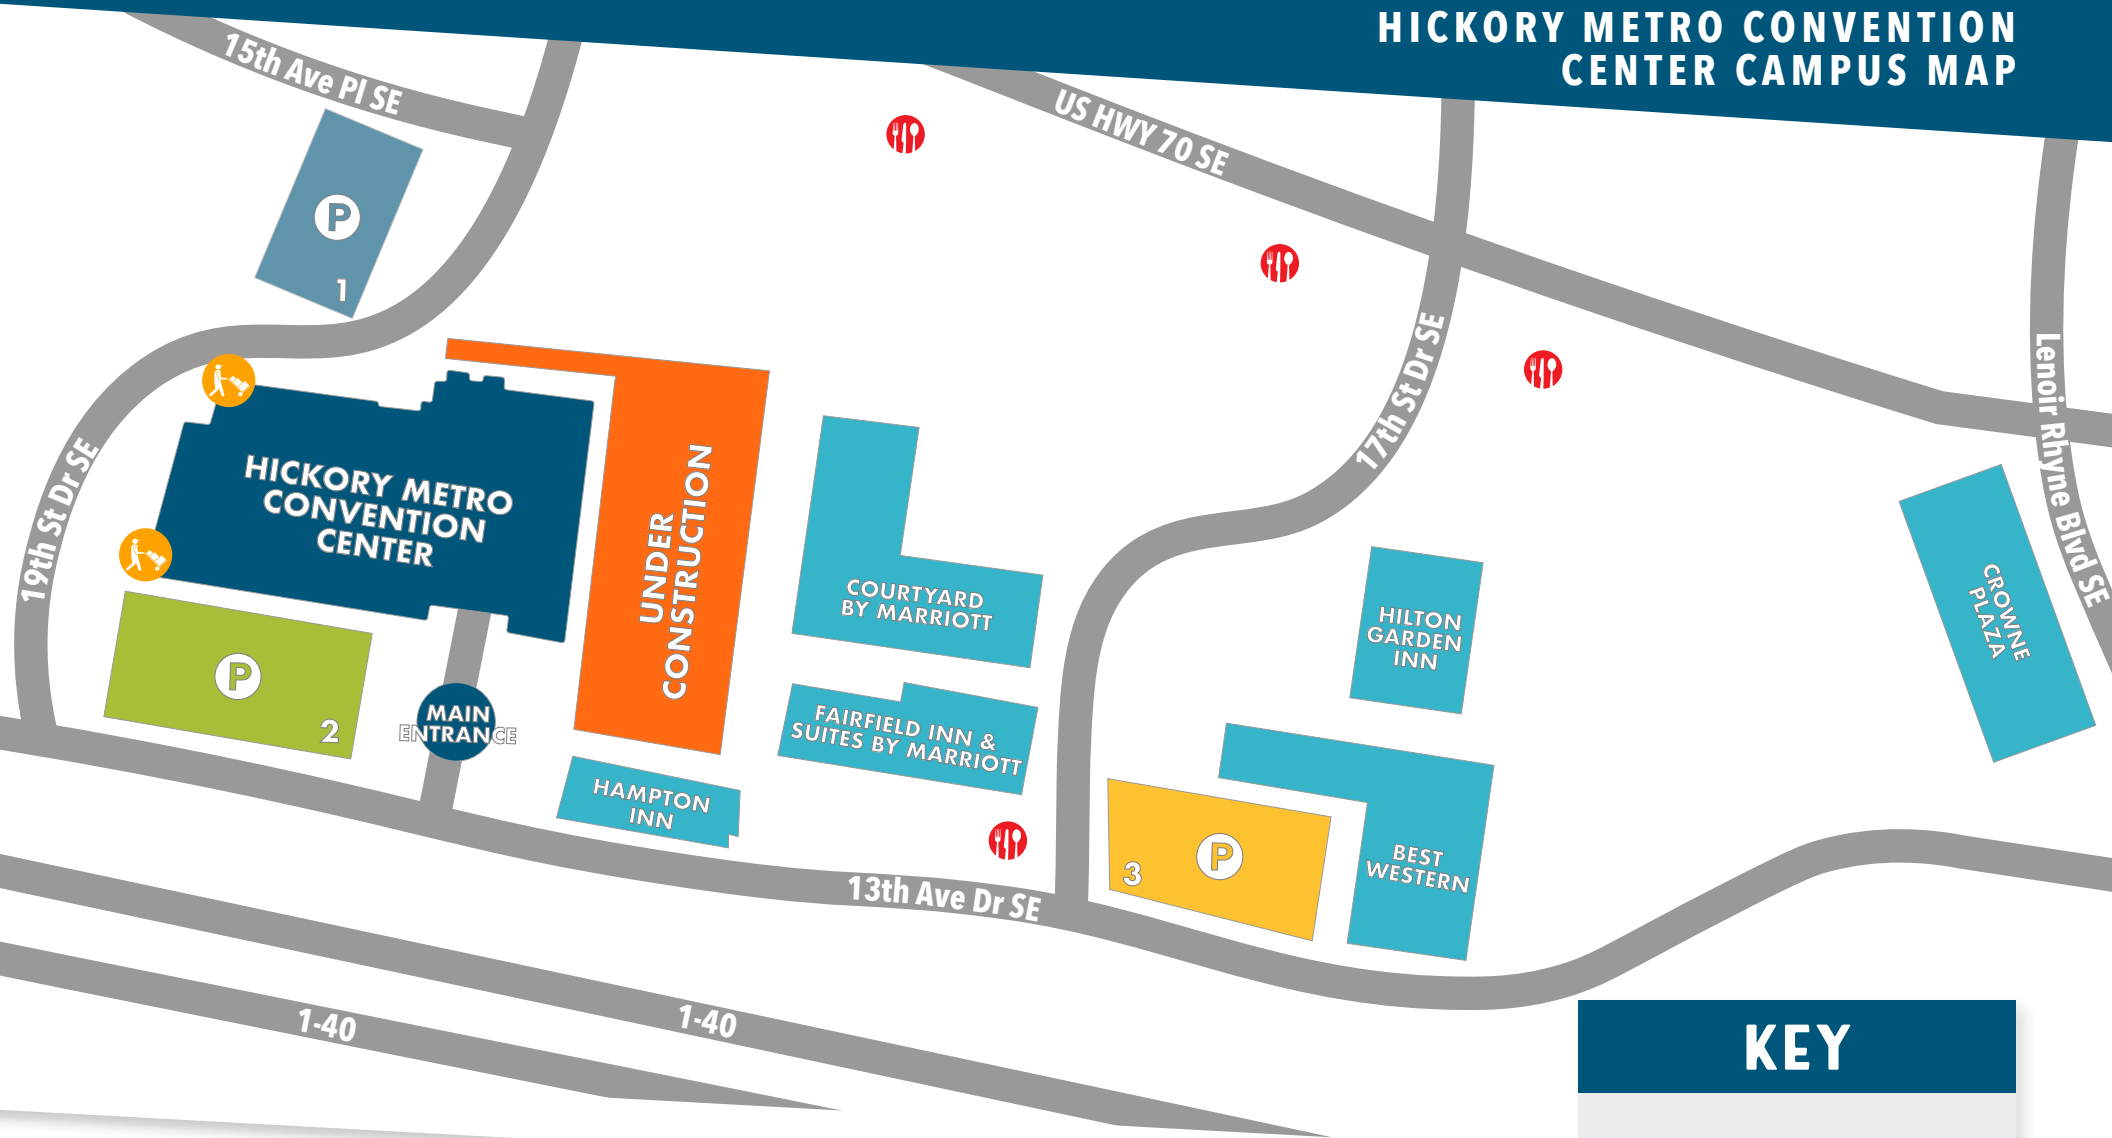 HICKORY METRO CONVENTION
CENTER CAMPUS MAP
15th Ave Pl SE
US HWY 70 SE
P
1
17th St Dr SE
Lenoir Rhyne Blvd SE
19th St Dr SE
HICKORY METRO
CONVENTION
CENTER
UNDER
CONSTRUCTION
COURTYARD
BY MARRIOTT
HILTON
GARDEN
INN
CROWNE
PLAZA
P
2
MAIN
ENTRANCE
FAIRFIELD INN &
SUITES BY MARRIOTT
HAMPTON
INN
3
P
BEST
WESTERN
13th Ave Dr SE
1-40
1-40
KEY